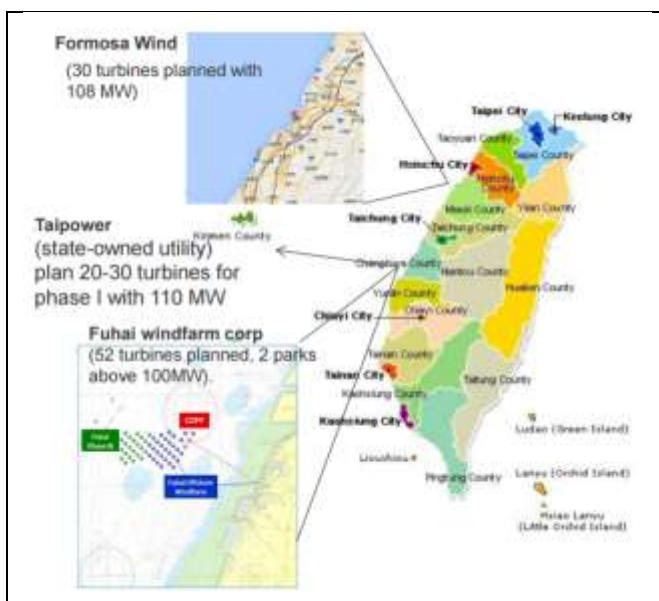 Formosa Wind
(30 turbines planned with
108 MW)
Taipower
(state-owned utility)
plan 20-30 turbines for
phase I with 110 MW
Fuhai windfarm corp
(52 turbines planned, 2 parks
above 100MW).
Taipei City
Keelung City
Taoyuan County
Taipei County
Hsinchu City
Hsinchu
County
Miaoli County
Yilan County
Taichung City
Taichung County
Kinmen County
Changhua County
Nantou County
Hualien County
Yunlin County
Chiayi County
Chiayi City
Tainan County
Tainan City
Taitung County
Kaohsiung County
Kaohsiung City
Pingtung County
Liouchiou
Ludao (Green Island)
Lanyu (Orchid Island)
Hsiao Lanyu
(Little Orchid Island)